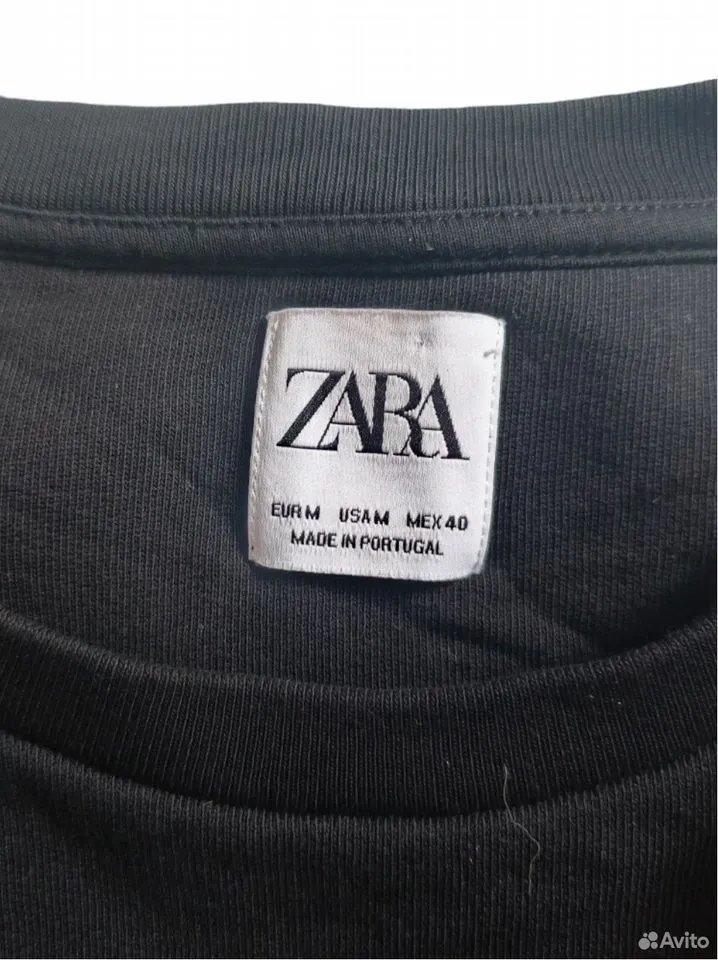 ZARA
EUR M USA M MEX 40
MADE IN PORTUGAL
Avito